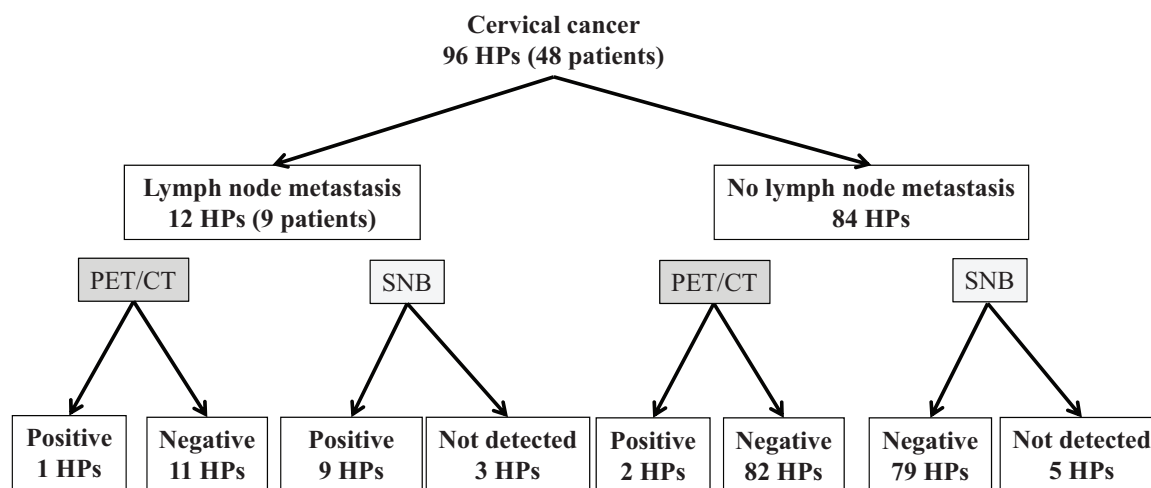 Cervical cancer
96 HPs (48 patients)
Lymph node metastasis
12 HPs (9 patients)
No lymph node metastasis
84 HPs
PET/CT
SNB
PET/CT
SNB
Positive
1 HPs
Negative
11 HPs
Positive
9 HPs
Not detected
3 HPs
Positive
2 HPs
Negative
82 HPs
Negative
79 HPs
Not detected
5 HPs